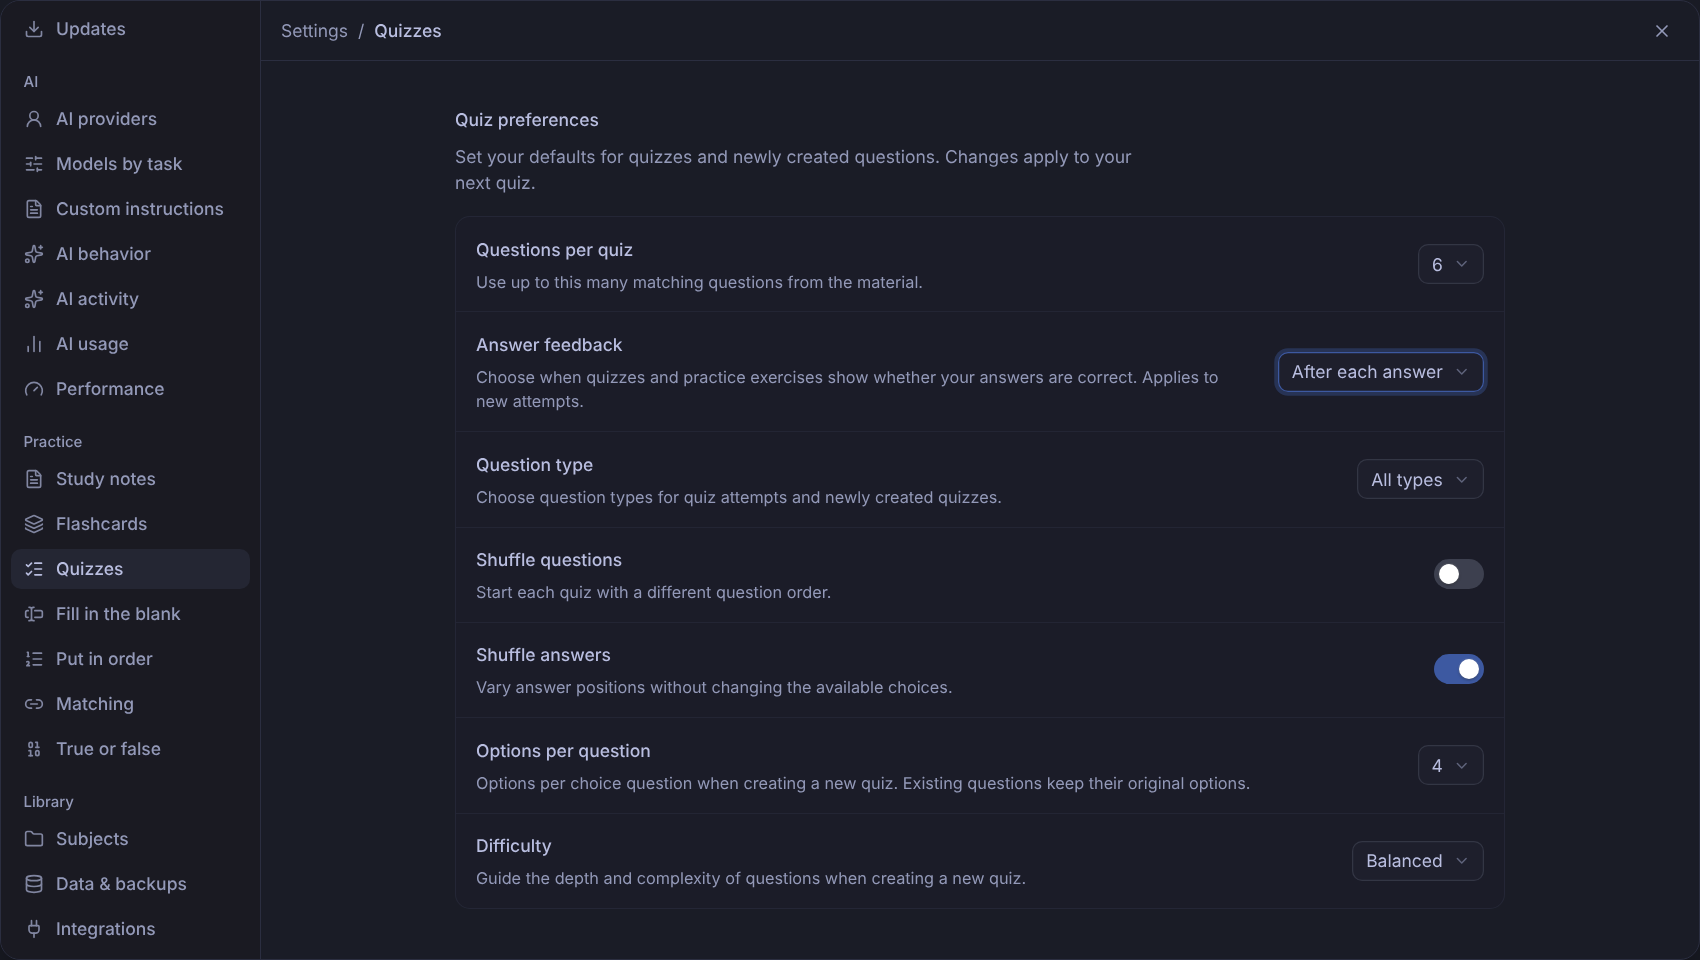 Updates
AI
AI providers
Models by task
Custom instructions
AI behavior
AI activity
AI usage
Performance
Practice
Study notes
Flashcards
Quizzes
Fill in the blank
Put in order
Matching
True or false
Library
Subjects
Data & backups
Integrations
Settings / Quizzes
Quiz preferences
Set your defaults for quizzes and newly created questions. Changes apply to your
next quiz.
Questions per quiz
Use up to this many matching questions from the material.
6
Answer feedback
Choose when quizzes and practice exercises show whether your answers are correct. Applies to
new attempts.
After each answer
Question type
Choose question types for quiz attempts and newly created quizzes.
All types
Shuffle questions
Start each quiz with a different question order.
Shuffle answers
Vary answer positions without changing the available choices.
Options per question
Options per choice question when creating a new quiz. Existing questions keep their original options.
4
Difficulty
Guide the depth and complexity of questions when creating a new quiz.
Balanced